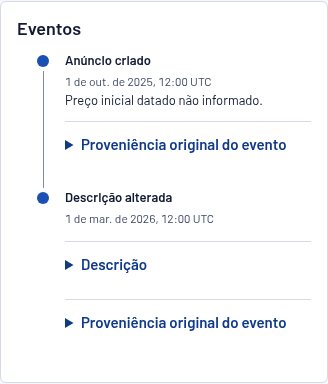 Eventos
Anúncio criado
1 de out. de 2025, 12:00 UTC
Preço inicial datado não informado.
Proveniência original do evento
Descrição alterada
1 de mar. de 2026, 12:00 UTC
Descrição
Proveniência original do evento